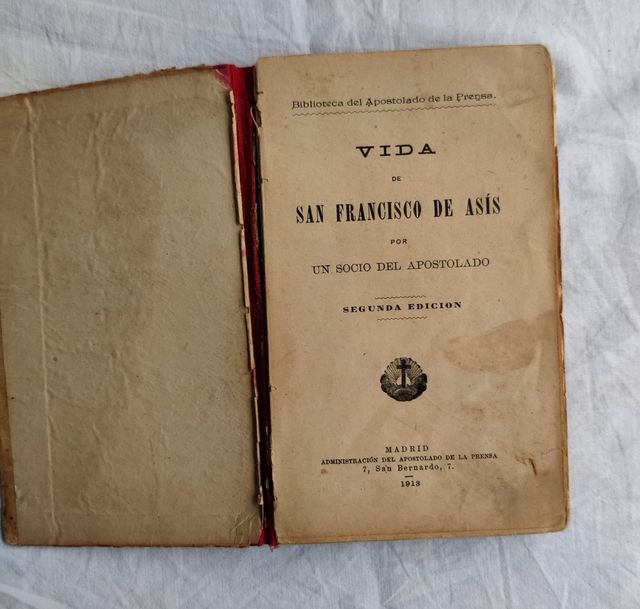 Biblioteca del Apostolado de la Prensa.
VIDA
DE
SAN FRANCISCO DE ASÍS
POR
UN SOCIO DEL APOSTOLADO
SEGUNDA EDICION
MADRID
ADMINISTRACIÓN DEL APOSTOLADO DE LA PRENSA
7, San Bernardo, 7.
1913